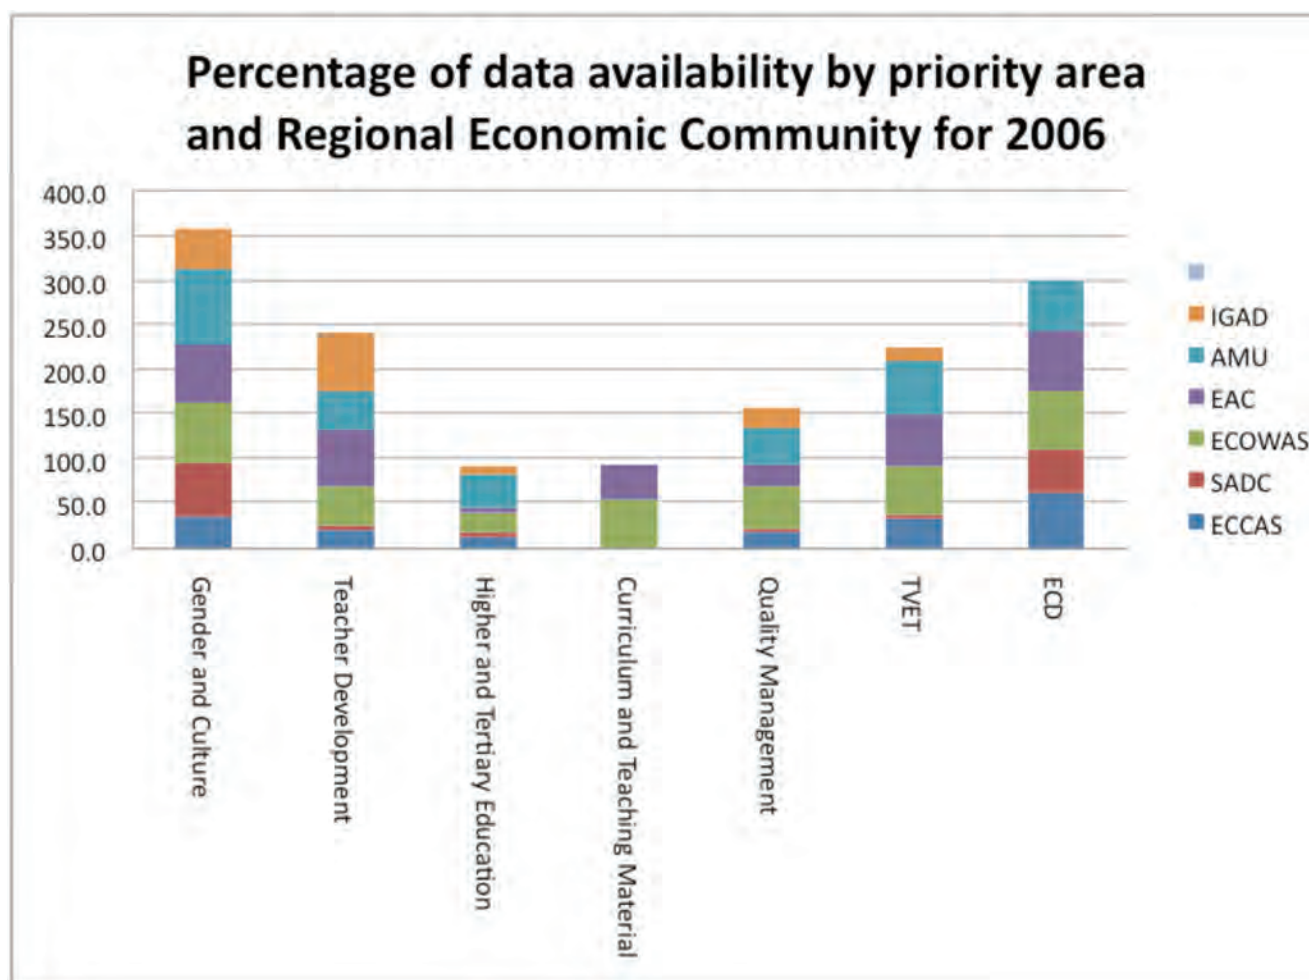 Percentage of data availability by priority area
and Regional Economic Community for 2006
400.0
350.0
300.0
250.0
200.0
150.0
100.0
50.0
0.0
Gender and Culture
Teacher Development
Higher and Tertiary Education
Curriculum and Teaching Material
Quality Management
TVET
ECD
IGAD
AMU
EAC
ECOWAS
SADC
ECCAS